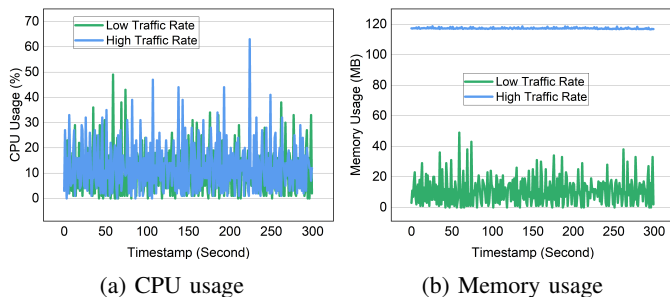 Low Traffic Rate
High Traffic Rate
CPU Usage (%)
70
60
50
40
30
20
10
0
0 50 100 150 200 250 300
Timestamp (Second)
(a) CPU usage
Low Traffic Rate
High Traffic Rate
Memory Usage (MB)
120
100
80
60
40
20
0
0 50 100 150 200 250 300
Timestamp (Second)
(b) Memory usage